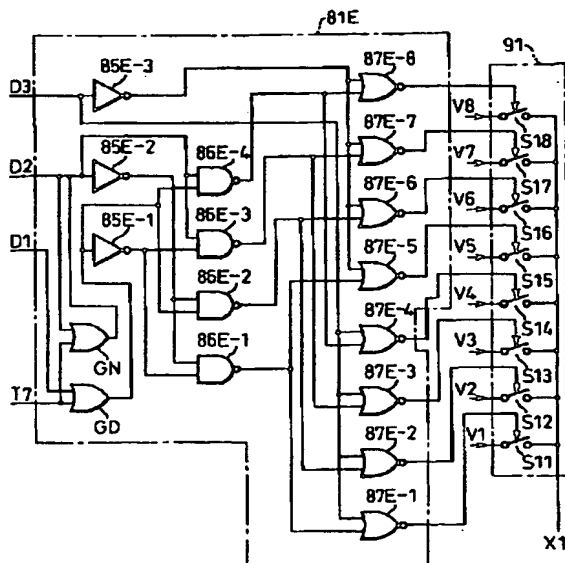 81E
91
85E-3
87E-8
D3
V8
S18
85E-2
87E-7
D2
86E-4
V7
S17
87E-6
V6
85E-1
86E-3
S16
D1
87E-5
V5
86E-2
S15
V4
87E-4
S14
86E-1
V3
GN
87E-3
S13
V2
T7
GD
S12
87E-2
V1
S11
87E-1
X1